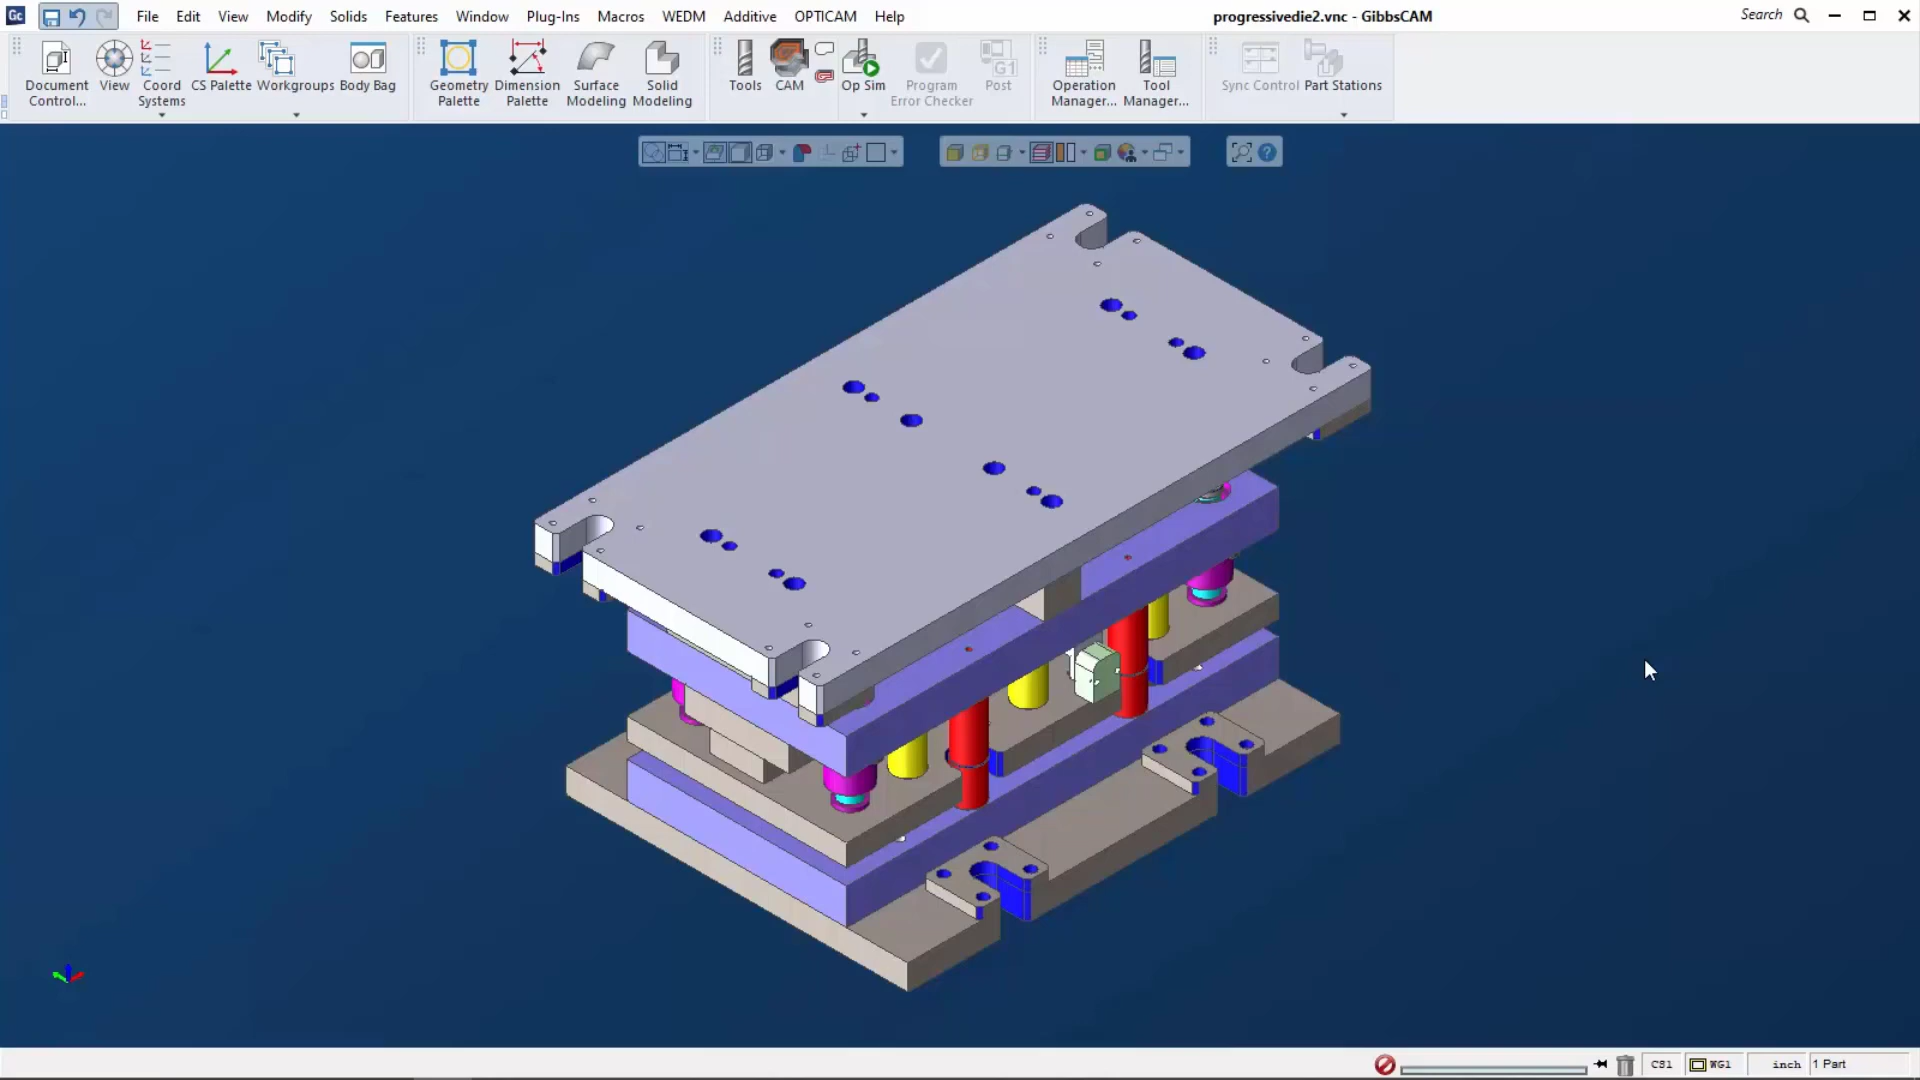 Gc File Edit View Modify Solids Features Window Plug-Ins Macros WEDM Additive OPTICAM Help progressivedie2.vnc - GibbsCAM Search
Document Control... View Coord Systems CS Palette Workgroups Body Bag Geometry Palette Dimension Palette Surface Modeling Solid Modeling Tools CAM Op Sim Program Error Checker G1 Post Operation Manager... Tool Manager... Sync Control Part Stations
?
CS1 WG1 inch 1 Part